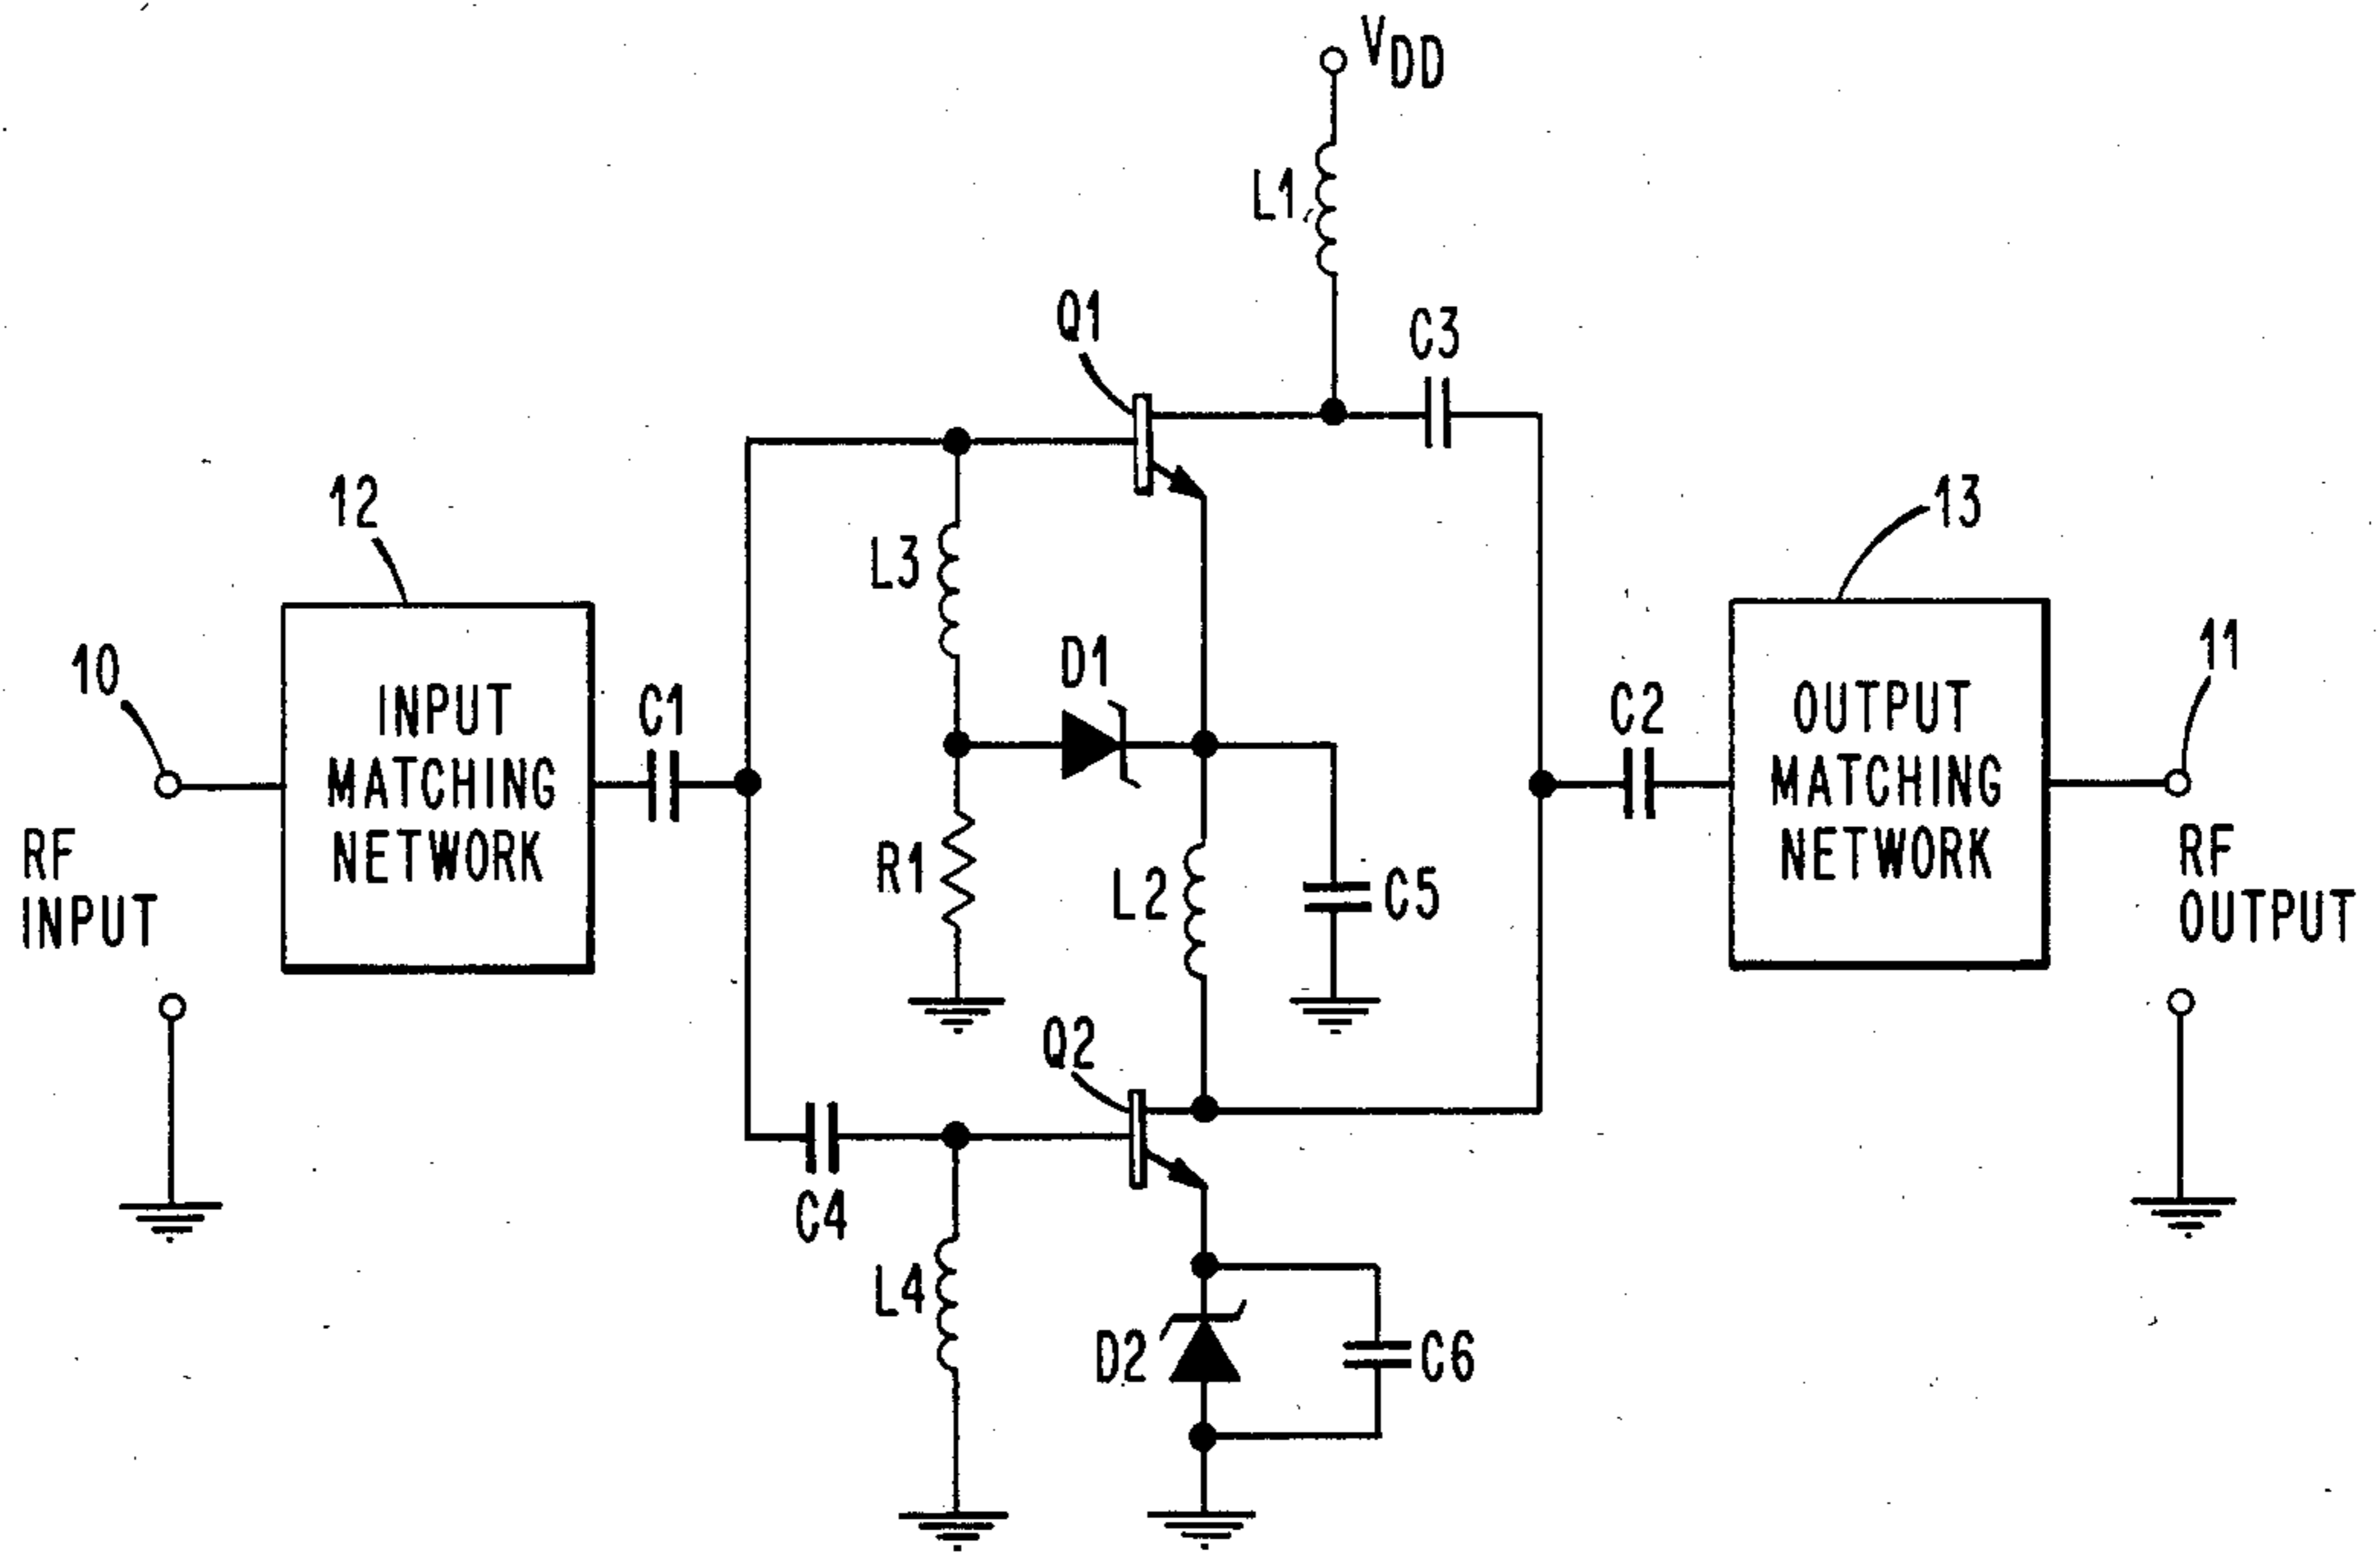 V_DD
L1
Q1
C3
12
13
L3
10
D1
11
INPUT
MATCHING
NETWORK
C1
C2
OUTPUT
MATCHING
NETWORK
RF
INPUT
R1
L2
C5
RF
OUTPUT
Q2
C4
L4
D2
C6